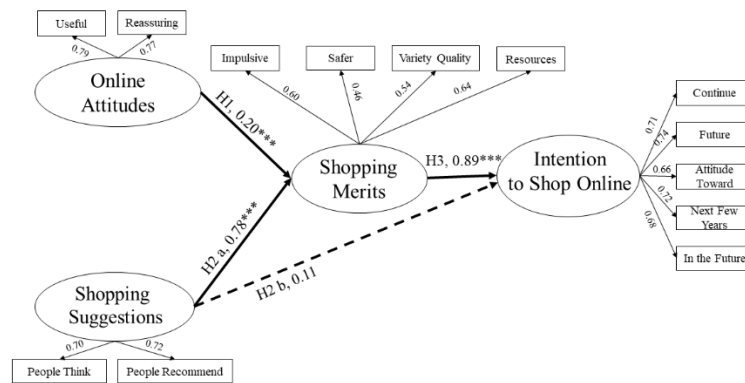 Useful
Reassuring
0.79
0.77
Online
Attitudes
Impulsive
Safer
Variety Quality
Resources
0.60
0.46
0.54
0.64
H1, 0.20***
Shopping
Merits
H3, 0.89***
Intention
to Shop Online
Continue
0.71
Future
0.74
Attitude
Toward
0.66
Next Few
Years
0.72
In the Future
0.68
H2 a, 0.78***
H2 b, 0.11
Shopping
Suggestions
0.70
0.72
People Think
People Recommend